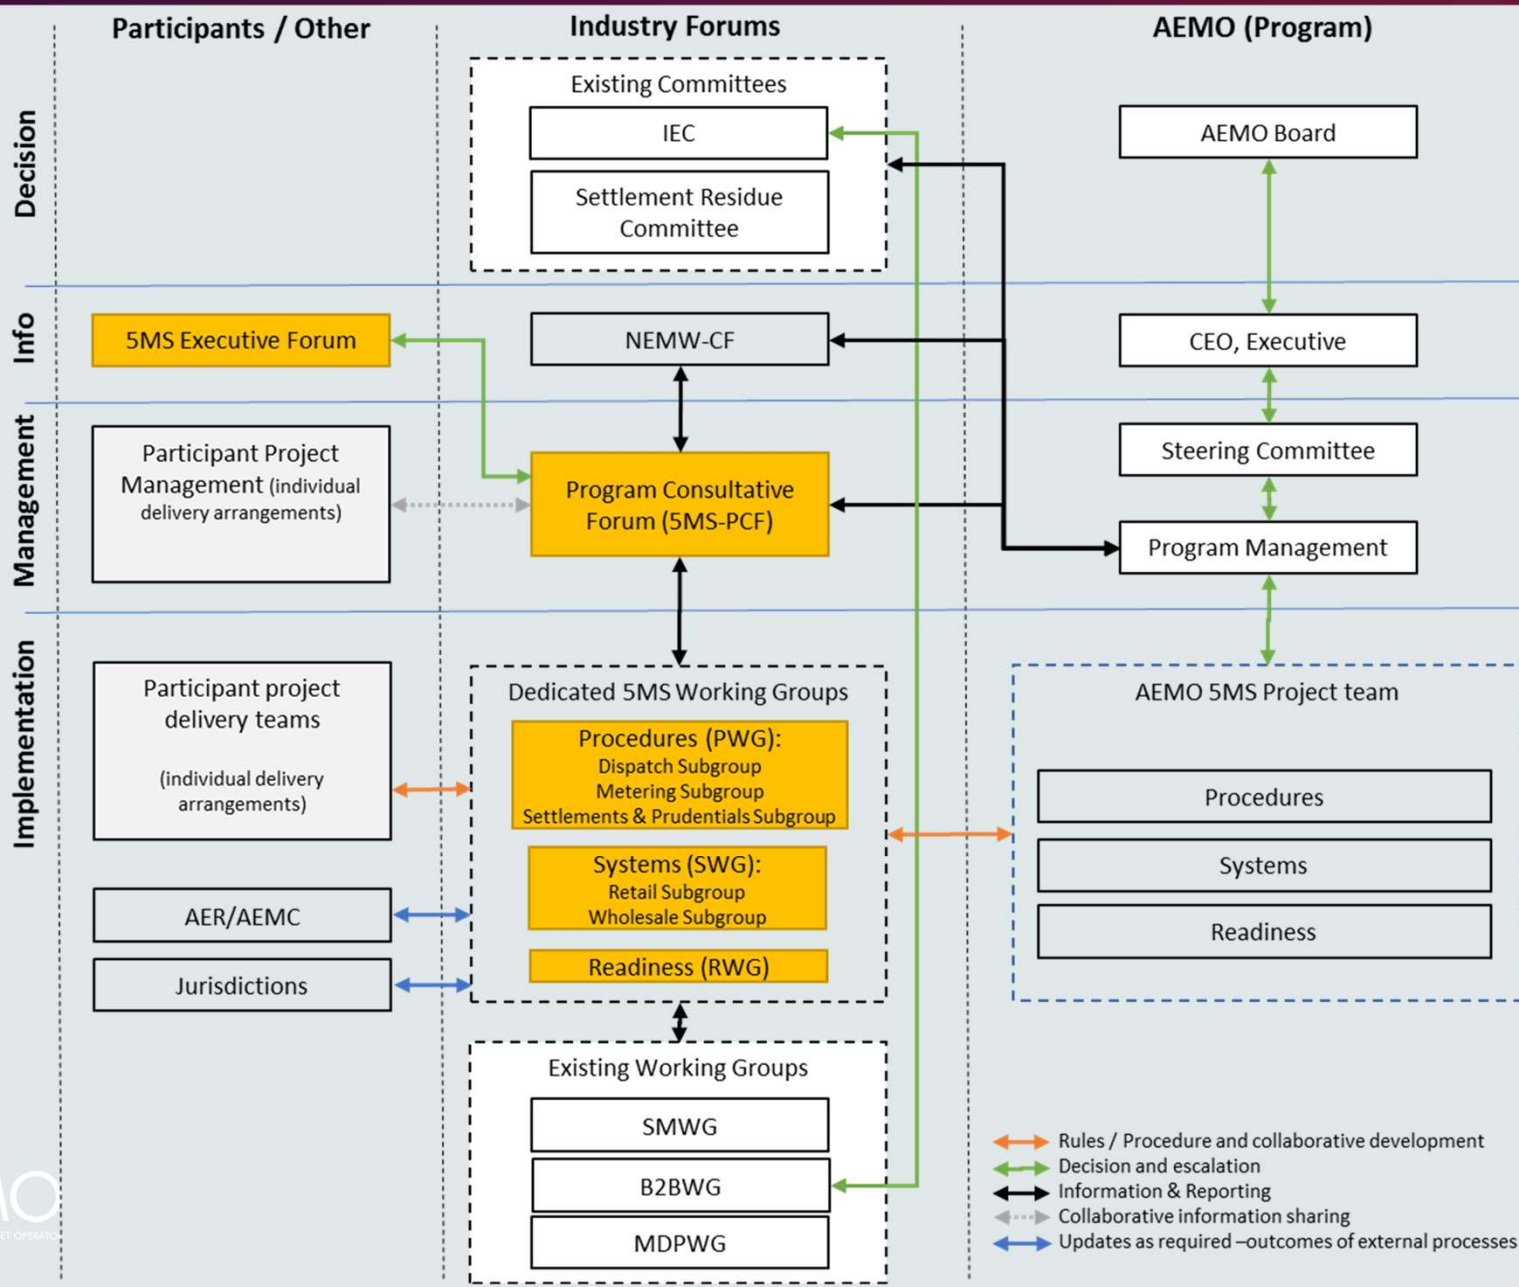 Participants / Other
Industry Forums
AEMO (Program)
Decision
Existing Committees
IEC
Settlement Residue
Committee
AEMO Board
Info
5MS Executive Forum
NEMW-CF
CEO, Executive
Management
Participant Project
Management (individual
delivery arrangements)
Program Consultative
Forum (5MS-PCF)
Steering Committee
Program Management
Implementation
Participant project
delivery teams
(individual delivery
arrangements)
AER/AEMC
Jurisdictions
Dedicated 5MS Working Groups
Procedures (PWG):
Dispatch Subgroup
Metering Subgroup
Settlements & Prudentials Subgroup
Systems (SWG):
Retail Subgroup
Wholesale Subgroup
Readiness (RWG)
AEMO 5MS Project team
Procedures
Systems
Readiness
Existing Working Groups
SMWG
B2BWG
MDPWG
Rules / Procedure and collaborative development
Decision and escalation
Information & Reporting
Collaborative information sharing
Updates as required –outcomes of external processes